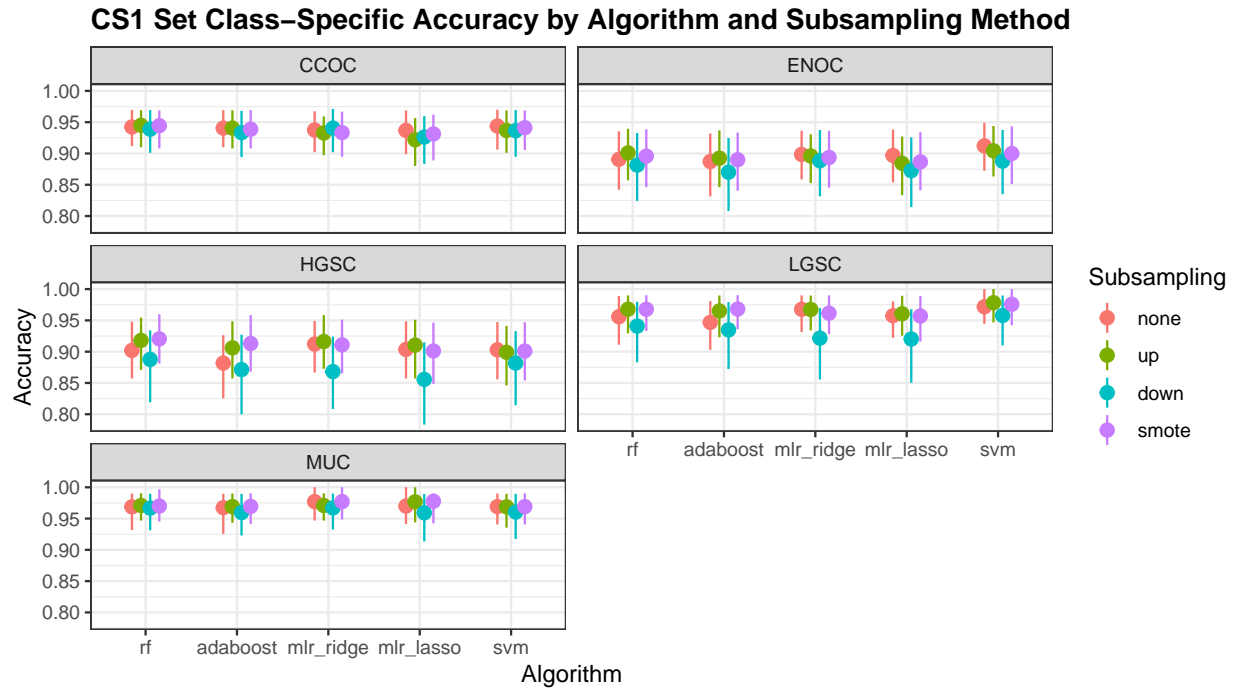 CS1 Set Class−Specific Accuracy by Algorithm and Subsampling Method
CCOC
ENOC
1.00
0.95
0.90
0.85
0.80
HGSC
LGSC
1.00
0.95
0.90
0.85
0.80
rf adaboost mlr_ridge mlr_lasso svm
MUC
1.00
0.95
0.90
0.85
0.80
rf adaboost mlr_ridge mlr_lasso svm
Accuracy
Algorithm
Subsampling
none
up
down
smote